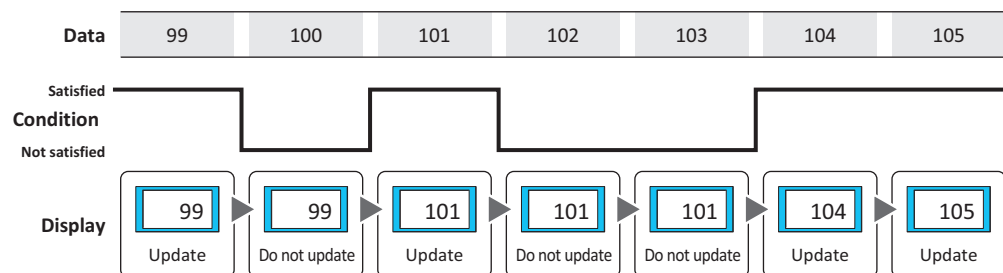 Data 99 100 101 102 103 104 105
Satisfied
Condition
Not satisfied
Display 99 99 101 101 101 104 105
Update Do not update Update Do not update Do not update Update Update